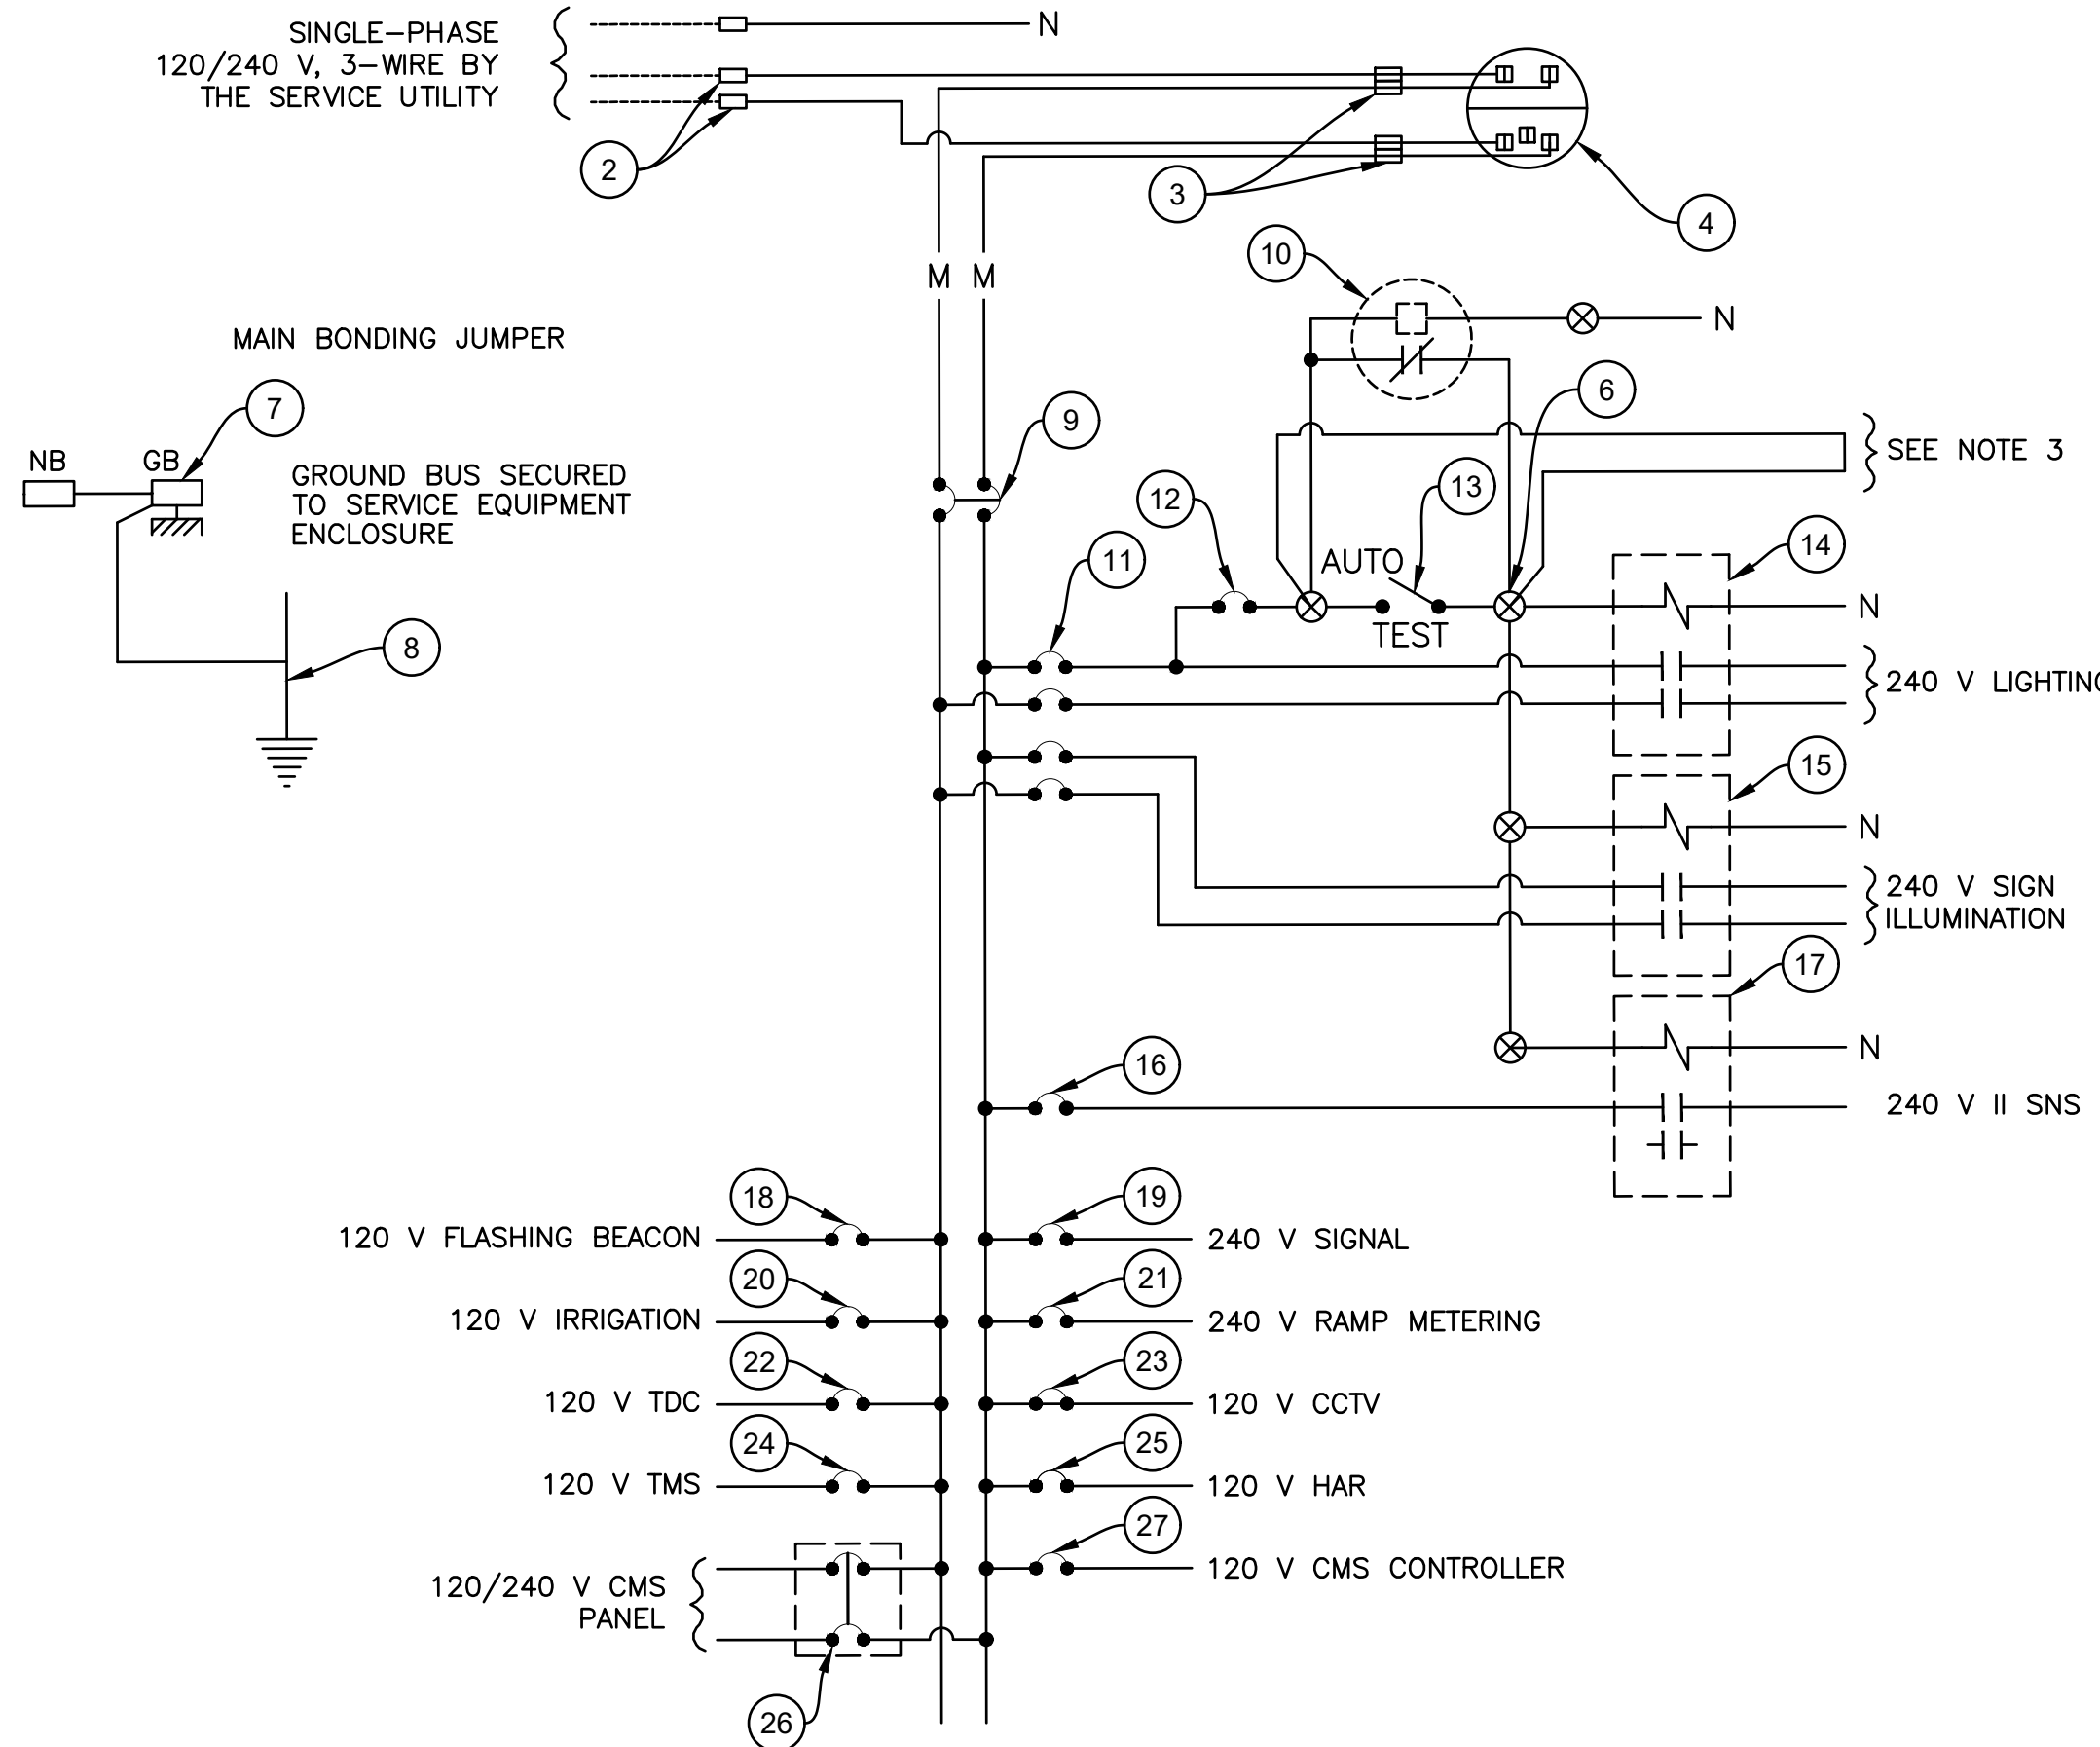 SINGLE-PHASE
120/240 V, 3-WIRE BY
THE SERVICE UTILITY
N
2
3
4
M M
10
N
MAIN BONDING JUMPER
7
9
6
NB
GB
GROUND BUS SECURED
TO SERVICE EQUIPMENT
ENCLOSURE
SEE NOTE 3
12
13
11
AUTO
TEST
14
N
8
240 V LIGHTING
15
N
240 V SIGN
ILLUMINATION
17
N
16
240 V II SNS
18
19
120 V FLASHING BEACON
240 V SIGNAL
20
21
120 V IRRIGATION
240 V RAMP METERING
22
23
120 V TDC
120 V CCTV
24
25
120 V TMS
120 V HAR
27
120/240 V CMS
PANEL
120 V CMS CONTROLLER
26